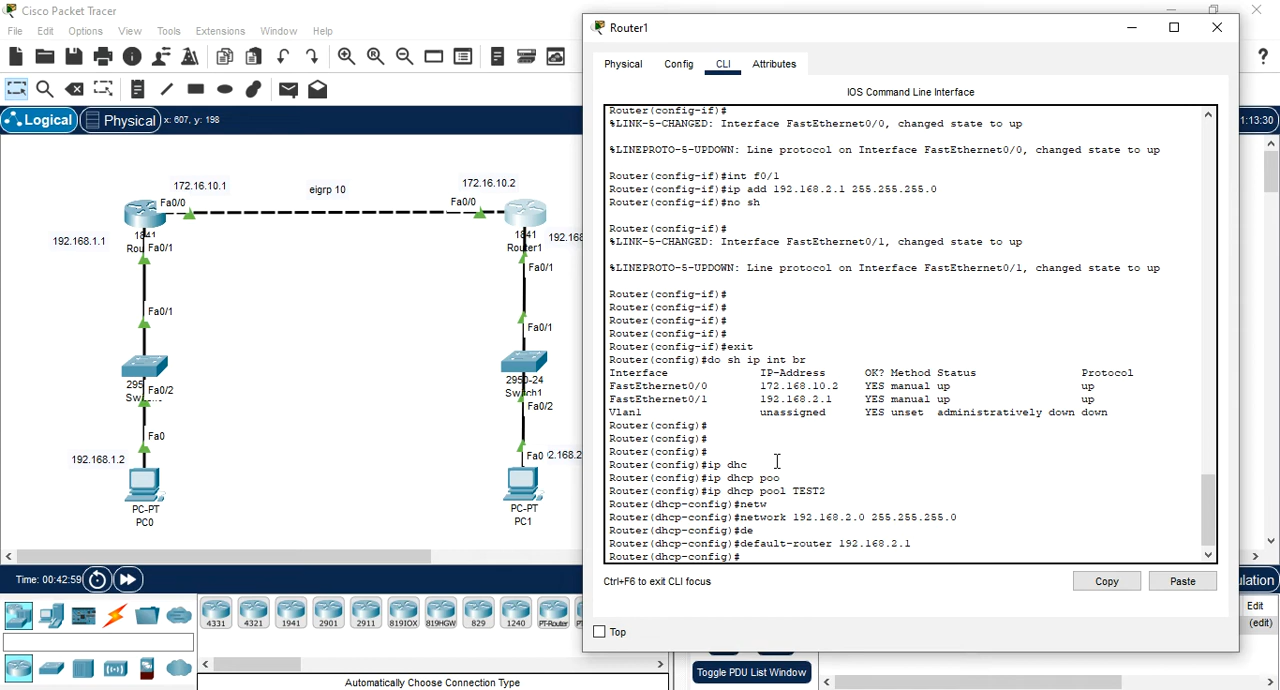 Cisco Packet Tracer
File Edit Options View Tools Extensions Window Help
Logical Physical x: 607, y: 198
1:13:30
172.16.10.1
eigrp 10
172.16.10.2
Fa0/0
Fa0/0
1841
192.168.1.1
Fa0/1
1841
Router1
192.168
Fa0/1
Fa0/1
Fa0/1
Fa0/2
2950-24
Switch1
Fa0/2
Fa0
192.168.1.2
Fa0
PC-PT
PC0
PC-PT
PC1
Time: 00:42:59
4331 4321 1941 2901 2911 819IOX 819HGW 829 1240 PT-Router
Automatically Choose Connection Type
Router1
Physical Config CLI Attributes
IOS Command Line Interface
Router(config-if)#
%LINK-5-CHANGED: Interface FastEthernet0/0, changed state to up
%LINEPROTO-5-UPDOWN: Line protocol on Interface FastEthernet0/0, changed state to up
Router(config-if)#int f0/1
Router(config-if)#ip add 192.168.2.1 255.255.255.0
Router(config-if)#no sh
Router(config-if)#
%LINK-5-CHANGED: Interface FastEthernet0/1, changed state to up
%LINEPROTO-5-UPDOWN: Line protocol on Interface FastEthernet0/1, changed state to up
Router(config-if)#
Router(config-if)#
Router(config-if)#
Router(config-if)#
Router(config-if)#exit
Router(config)#do sh ip int br
Interface IP-Address OK? Method Status Protocol
FastEthernet0/0 172.168.10.2 YES manual up up
FastEthernet0/1 192.168.2.1 YES manual up up
Vlan1 unassigned YES unset administratively down down
Router(config)#
Router(config)#
Router(config)#
Router(config)#ip dhc
Router(config)#ip dhcp poo
Router(config)#ip dhcp pool TEST2
Router(dhcp-config)#netw
Router(dhcp-config)#network 192.168.2.0 255.255.255.0
Router(dhcp-config)#de
Router(dhcp-config)#default-router 192.168.2.1
Router(dhcp-config)#
Ctrl+F6 to exit CLI focus
Copy Paste
Top
ulation
Edit
(edit)
Toggle PDU List Window